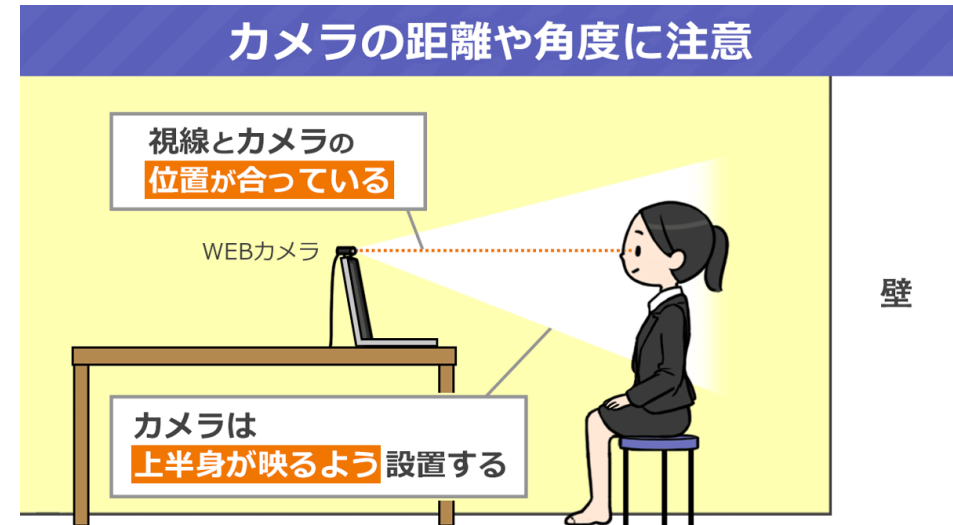 カメラの距離や角度に注意
視線とカメラの
位置が合っている
WEBカメラ
壁
カメラは
上半身が映るよう設置する